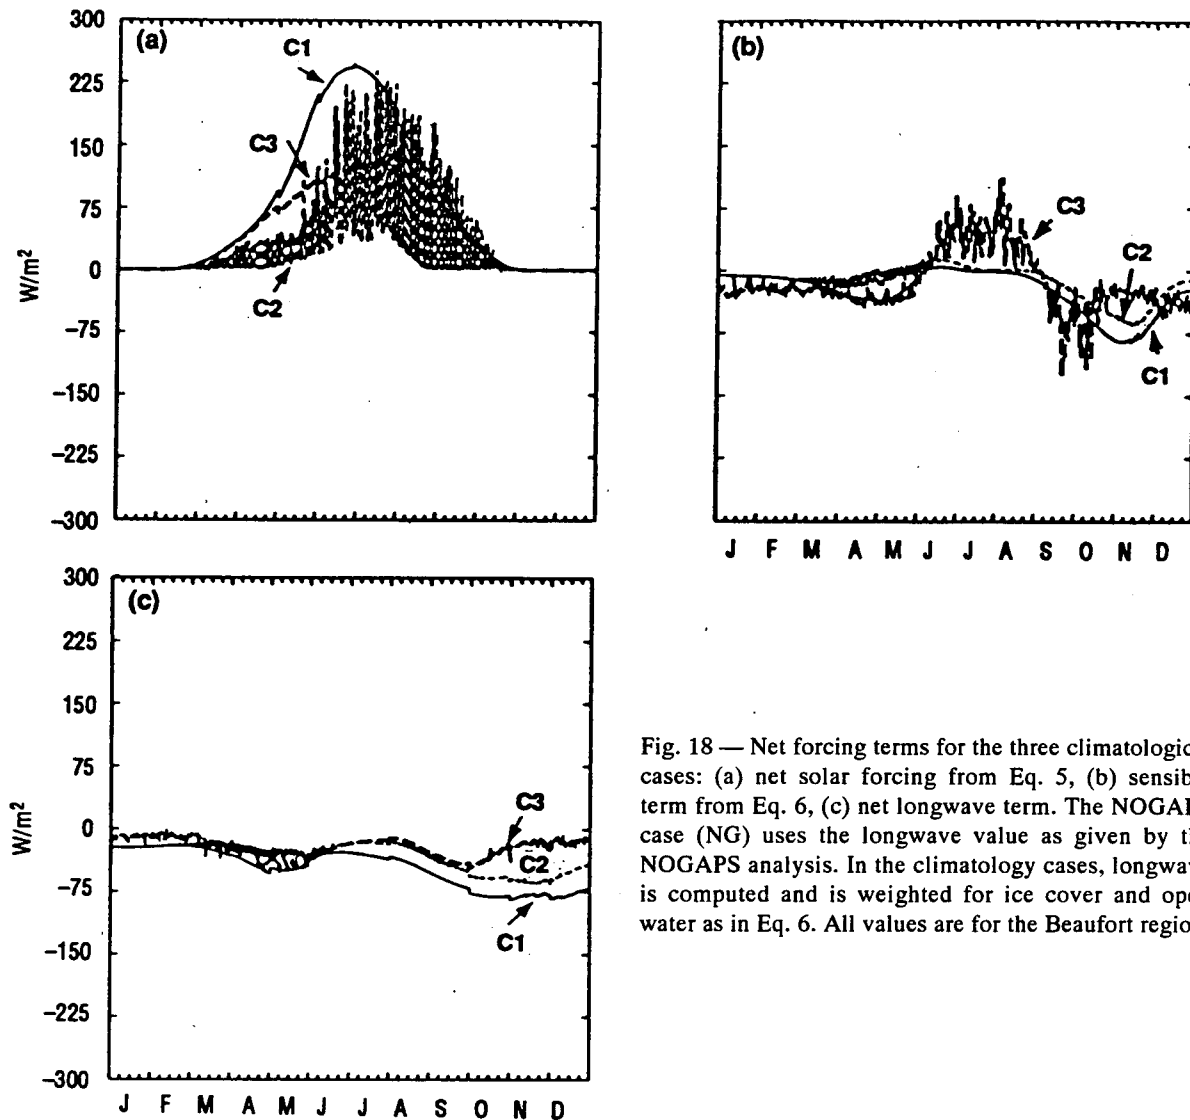 (a)
300
225
150
75
0
-75
-150
-225
-300
W/m²
C1
C3
C2
(b)
C3
C2
C1
J F M A M J J A S O N D
(c)
300
225
150
75
0
-75
-150
-225
-300
W/m²
C3
C2
C1
J F M A M J J A S O N D
Fig. 18 — Net forcing terms for the three climatologic
cases: (a) net solar forcing from Eq. 5, (b) sensib
term from Eq. 6, (c) net longwave term. The NOGAP
case (NG) uses the longwave value as given by th
NOGAPS analysis. In the climatology cases, longwav
is computed and is weighted for ice cover and ope
water as in Eq. 6. All values are for the Beaufort regio